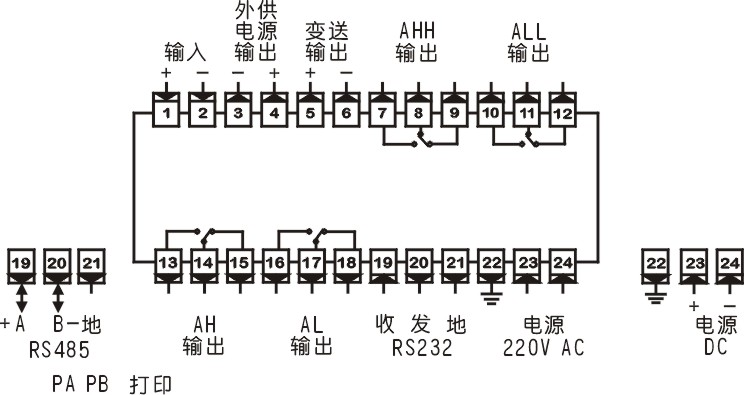 外供
电源
输出
输入
变送
输出
AHH
输出
ALL
输出
+ − − + + −
1 2 3 4 5 6 7 8 9 10 11 12
19 20 21
13 14 15 16 17 18 19 20 21 22 23 24
22 23 24
+A B−地
RS485
PA PB 打印
AH
输出
AL
输出
收 发 地
RS232
电源
220V AC
+ −
电源
DC